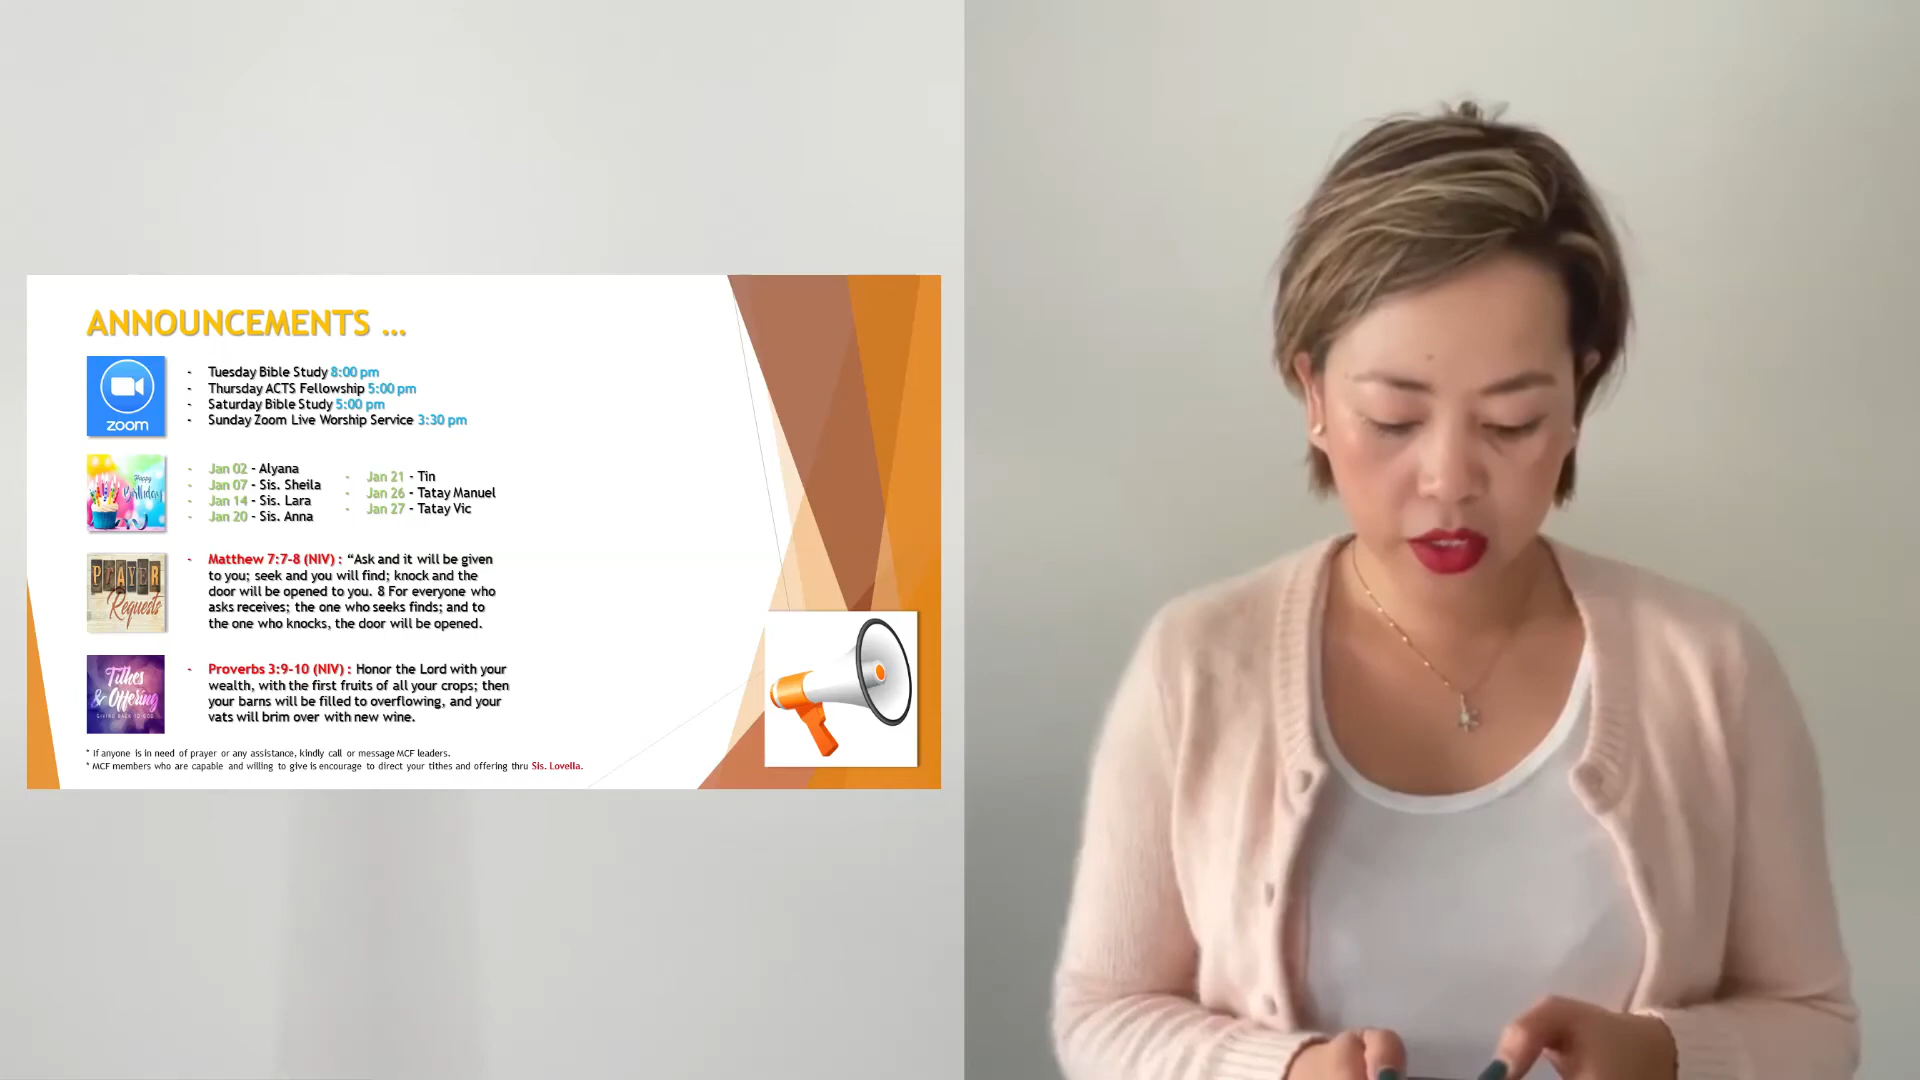 ANNOUNCEMENTS ...
zoom
- Tuesday Bible Study 8:00 pm
- Thursday ACTS Fellowship 5:00 pm
- Saturday Bible Study 5:00 pm
- Sunday Zoom Live Worship Service 3:30 pm
Happy
Birthday
- Jan 02 - Alyana
- Jan 07 - Sis. Sheila
- Jan 14 - Sis. Lara
- Jan 20 - Sis. Anna
- Jan 21 - Tin
- Jan 26 - Tatay Manuel
- Jan 27 - Tatay Vic
PRAYER
Requests
- Matthew 7:7-8 (NIV) : “Ask and it will be given
to you; seek and you will find; knock and the
door will be opened to you. 8 For everyone who
asks receives; the one who seeks finds; and to
the one who knocks, the door will be opened.
Tithes
& Offering
GIVING BACK TO GOD
- Proverbs 3:9-10 (NIV) : Honor the Lord with your
wealth, with the first fruits of all your crops; then
your barns will be filled to overflowing, and your
vats will brim over with new wine.
* If anyone is in need of prayer or any assistance, kindly call or message MCF leaders.
* MCF members who are capable and willing to give is encourage to direct your tithes and offering thru Sis. Lovella.